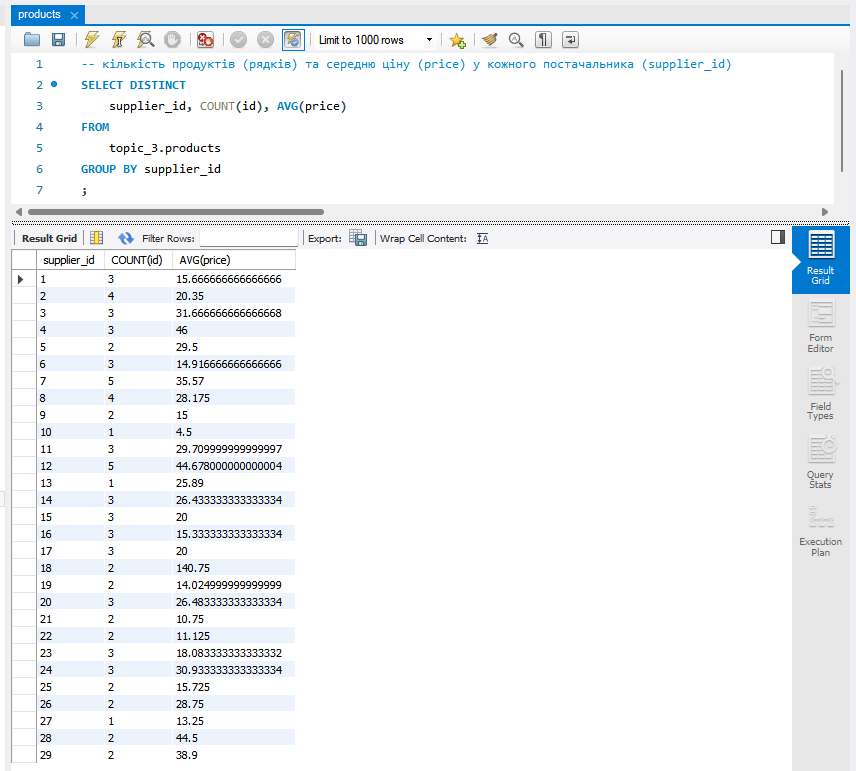 products
Limit to 1000 rows
1 -- кількість продуктів (рядків) та середню ціну (price) у кожного постачальника (supplier_id)
2 SELECT DISTINCT
3 supplier_id, COUNT(id), AVG(price)
4 FROM
5 topic_3.products
6 GROUP BY supplier_id
7 ;
Result Grid Filter Rows: Export: Wrap Cell Content:
supplier_id COUNT(id) AVG(price)
1 3 15.666666666666666
2 4 20.35
3 3 31.666666666666668
4 3 46
5 2 29.5
6 3 14.916666666666666
7 5 35.57
8 4 28.175
9 2 15
10 1 4.5
11 3 29.709999999999997
12 5 44.678000000000004
13 1 25.89
14 3 26.433333333333334
15 3 20
16 3 15.333333333333334
17 3 20
18 2 140.75
19 2 14.024999999999999
20 3 26.483333333333334
21 2 10.75
22 2 11.125
23 3 18.083333333333332
24 3 30.933333333333334
25 2 15.725
26 2 28.75
27 1 13.25
28 2 44.5
29 2 38.9
Result
Grid
Form
Editor
Field
Types
Query
Stats
Execution
Plan